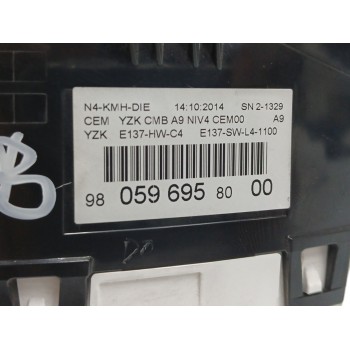 N4-KMH-DIE 14:10:2014 SN 2-1329
CEM YZK CMB A9 NIV4 CEM00 A9
YZK E137-HW-C4 E137-SW-L4-1100
98 059 695 80 00